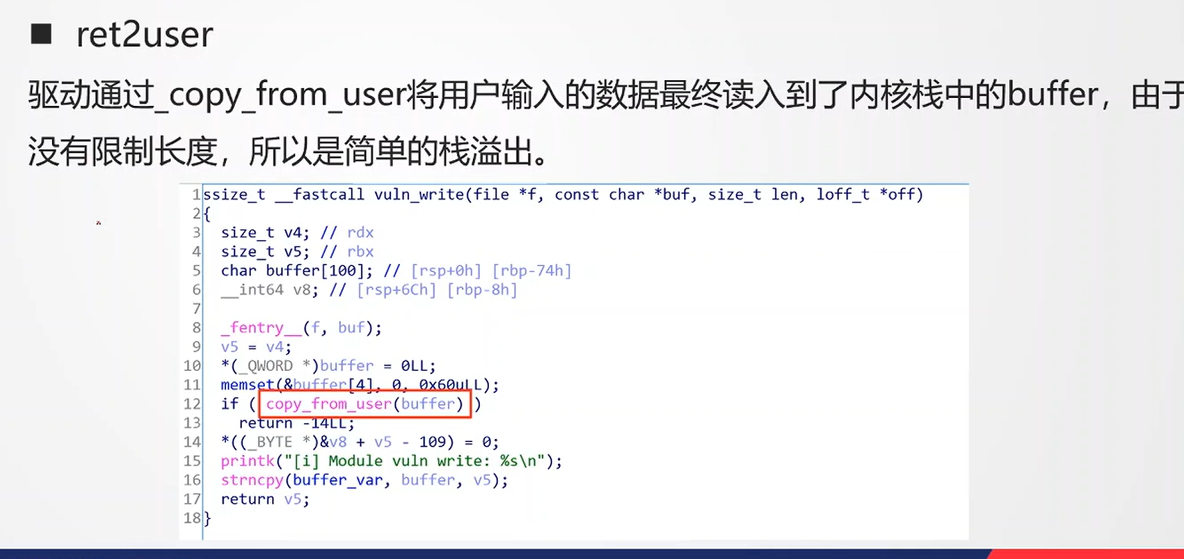 ■ ret2user
驱动通过_copy_from_user将用户输入的数据最终读入到了内核栈中的buffer，由于
没有限制长度，所以是简单的栈溢出。
1 ssize_t __fastcall vuln_write(file *f, const char *buf, size_t len, loff_t *off)
2 {
3 size_t v4; // rdx
4 size_t v5; // rbx
5 char buffer[100]; // [rsp+0h] [rbp-74h]
6 __int64 v8; // [rsp+6Ch] [rbp-8h]
7
8 _fentry__(f, buf);
9 v5 = v4;
10 *(_QWORD *)buffer = 0LL;
11 memset(&buffer[4], 0, 0x60uLL);
12 if ( copy_from_user(buffer) )
13 return -14LL;
14 *((_BYTE *)&v8 + v5 - 109) = 0;
15 printk("[i] Module vuln write: %s\n");
16 strncpy(buffer_var, buffer, v5);
17 return v5;
18 }